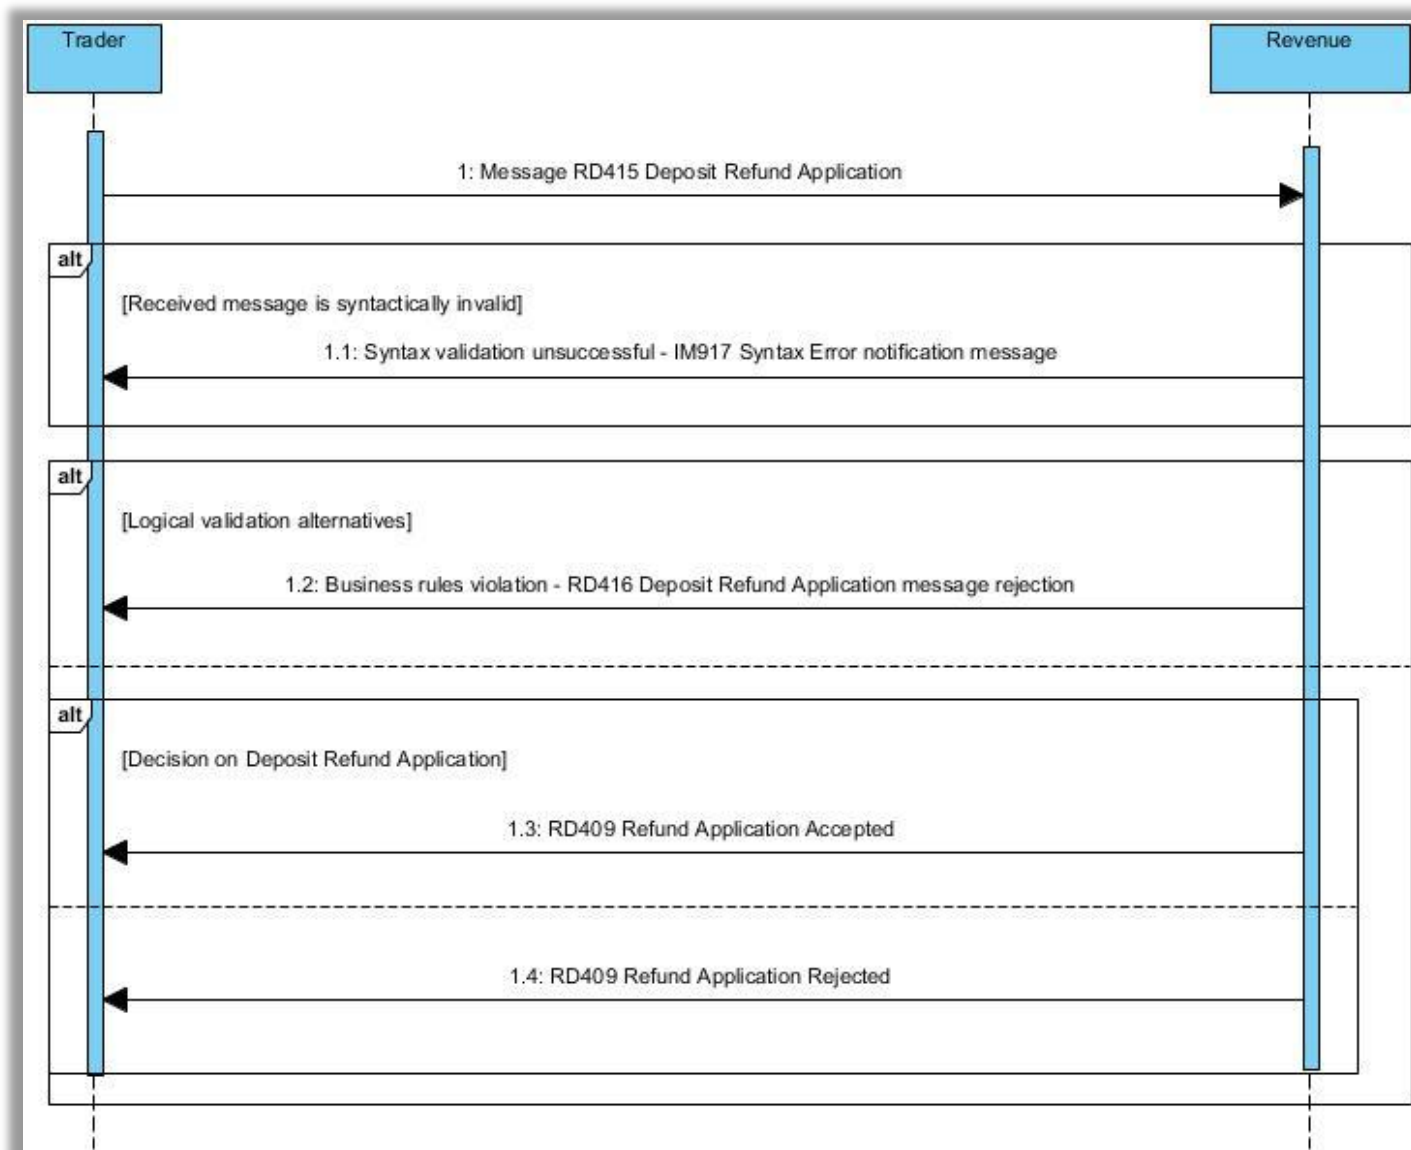 Trader
Revenue
1: Message RD415 Deposit Refund Application
alt
[Received message is syntactically invalid]
1.1: Syntax validation unsuccessful - IM917 Syntax Error notification message
alt
[Logical validation alternatives]
1.2: Business rules violation - RD416 Deposit Refund Application message rejection
alt
[Decision on Deposit Refund Application]
1.3: RD409 Refund Application Accepted
1.4: RD409 Refund Application Rejected